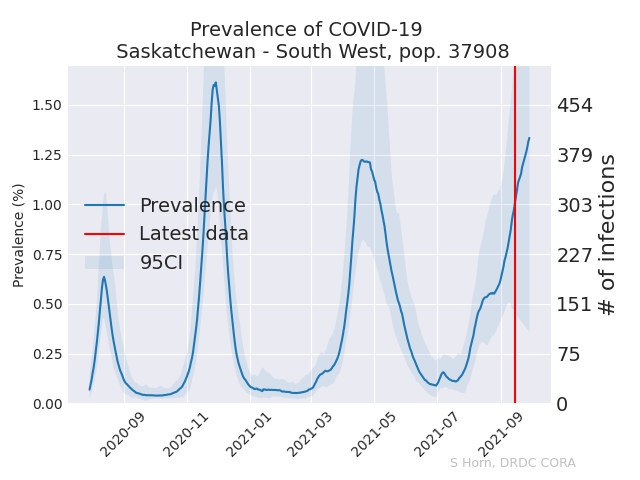 Prevalence of COVID-19
Saskatchewan - South West, pop. 37908
Prevalence (%)
1.50
1.25
1.00
0.75
0.50
0.25
0.00
Prevalence
Latest data
95CI
454
379
303
227
151
75
0
# of infections
2020-09
2020-11
2021-01
2021-03
2021-05
2021-07
2021-09
S Horn, DRDC CORA